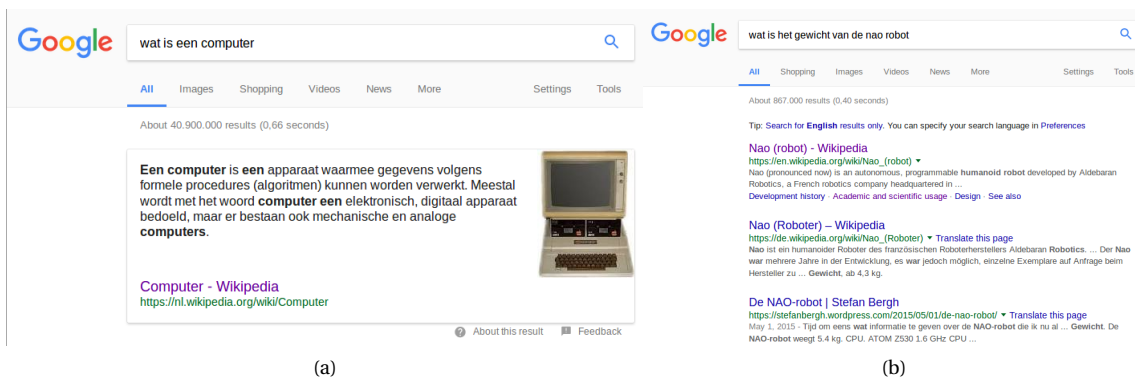 Google
wat is een computer
All Images Shopping Videos News More Settings Tools
About 40.900.000 results (0,66 seconds)
Een computer is een apparaat waarmee gegevens volgens
formele procedures (algoritmen) kunnen worden verwerkt. Meestal
wordt met het woord computer een elektronisch, digitaal apparaat
bedoeld, maar er bestaan ook mechanische en analoge
computers.
Computer - Wikipedia
https://nl.wikipedia.org/wiki/Computer
About this result Feedback
(a)
Google
wat is het gewicht van de nao robot
All Shopping Images Videos News More Settings Tools
About 867.000 results (0,40 seconds)
Tip: Search for English results only. You can specify your search language in Preferences
Nao (robot) - Wikipedia
https://en.wikipedia.org/wiki/Nao_(robot)
Nao (pronounced now) is an autonomous, programmable humanoid robot developed by Aldebaran
Robotics, a French robotics company headquartered in ...
Development history · Academic and scientific usage · Design · See also
Nao (Roboter) – Wikipedia
https://de.wikipedia.org/wiki/Nao_(Roboter) Translate this page
Nao ist ein humanoider Roboter des französischen Roboterherstellers Aldebaran Robotics. ... Der Nao
war mehrere Jahre in der Entwicklung, es war jedoch möglich, einzelne Exemplare auf Anfrage beim
Hersteller zu ... Gewicht, ab 4,3 kg.
De NAO-robot | Stefan Bergh
https://stefanbergh.wordpress.com/2015/05/01/de-nao-robot/ Translate this page
May 1, 2015 - Tijd om eens wat informatie te geven over de NAO-robot die ik nu al ... Gewicht. De
NAO-robot weegt 5.4 kg. CPU. ATOM Z530 1.6 GHz CPU ...
(b)